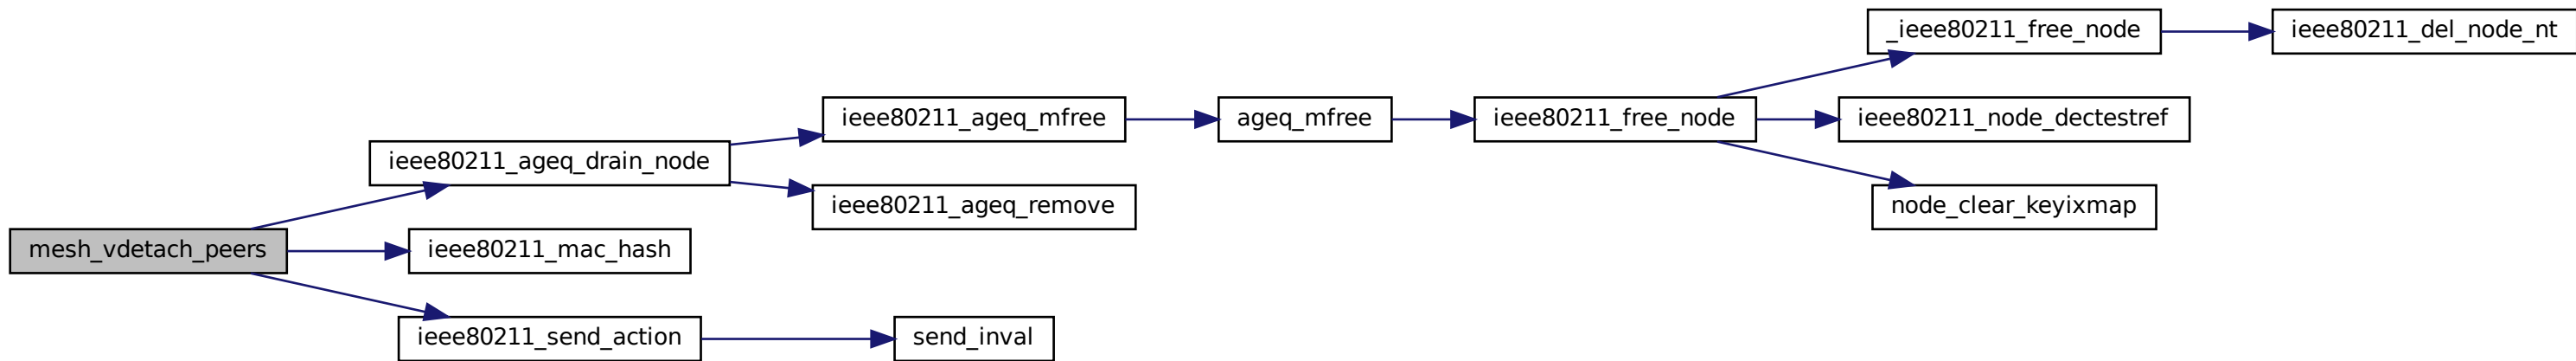 _ieee80211_free_node
ieee80211_del_node_nt
ieee80211_ageq_mfree
ageq_mfree
ieee80211_free_node
ieee80211_node_dectestref
ieee80211_ageq_drain_node
ieee80211_ageq_remove
node_clear_keyixmap
mesh_vdetach_peers
ieee80211_mac_hash
ieee80211_send_action
send_inval